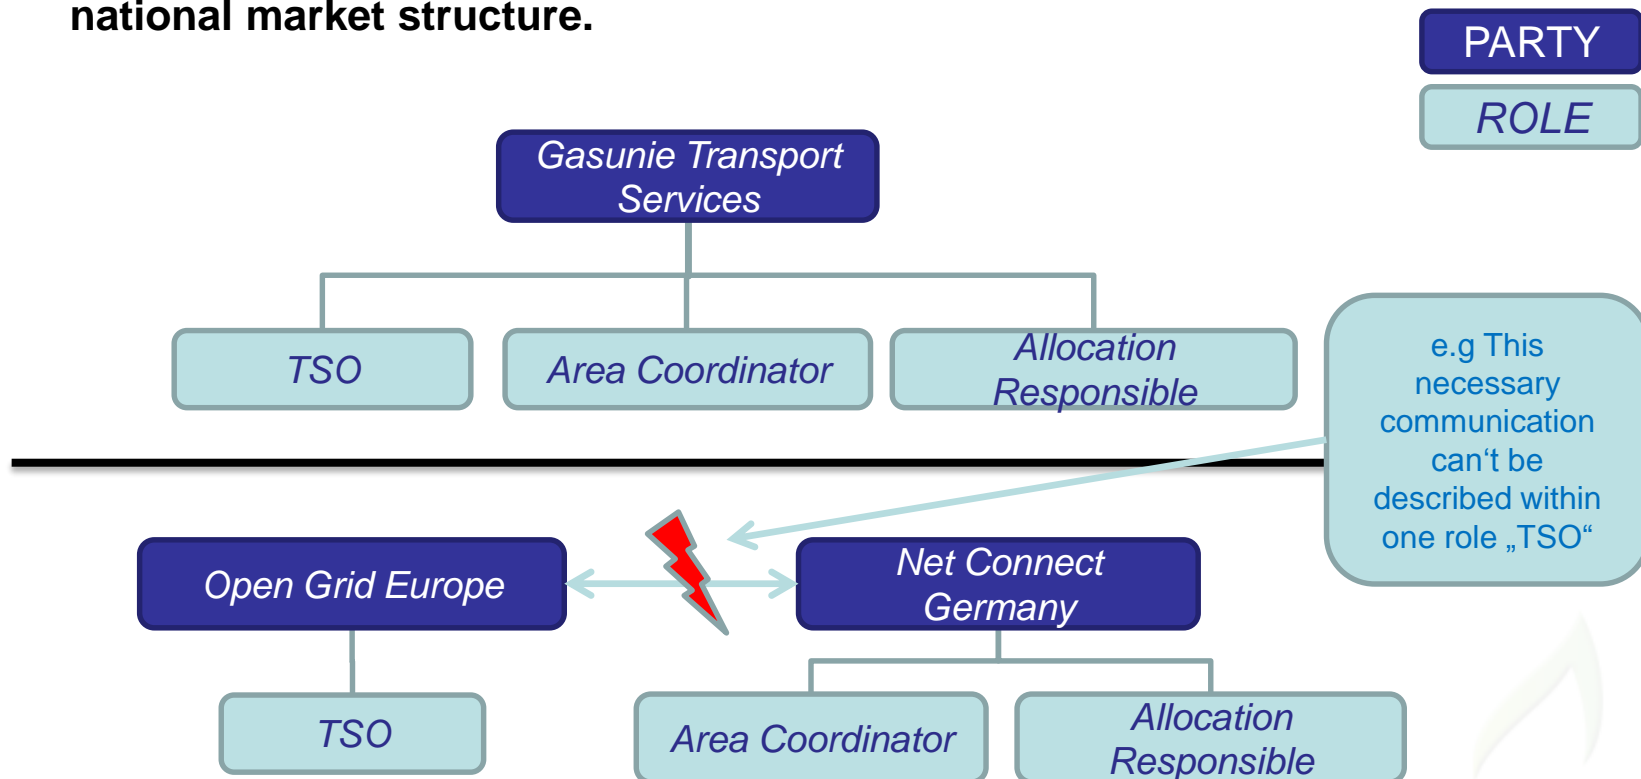 national market structure.
PARTY
ROLE
Gasunie Transport
Services
TSO
Area Coordinator
Allocation
Responsible
e.g This
necessary
communication
can‘t be
described within
one role „TSO“
Open Grid Europe
Net Connect
Germany
TSO
Area Coordinator
Allocation
Responsible